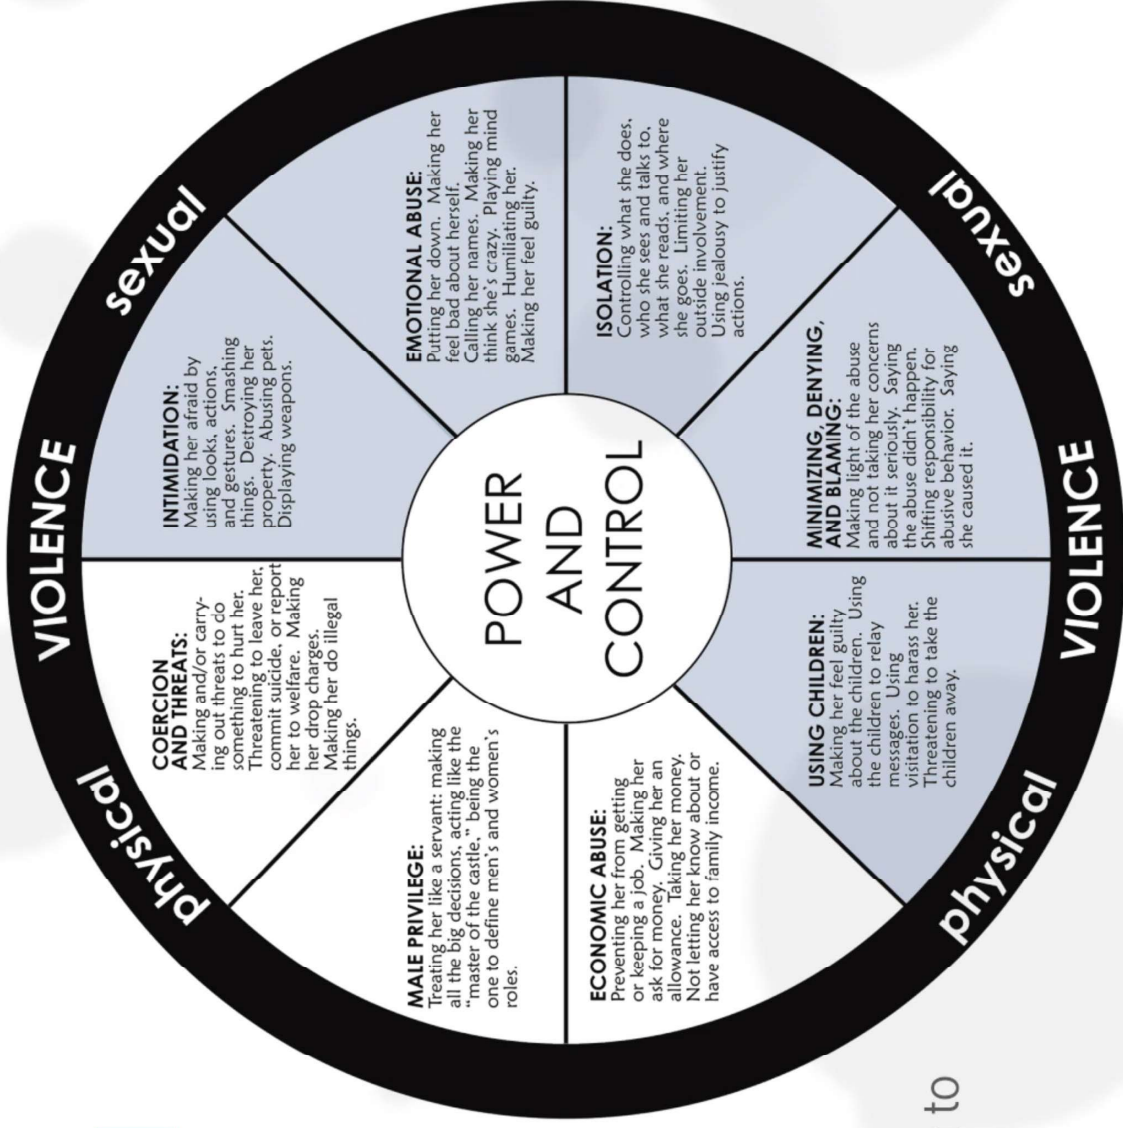 physical
VIOLENCE
sexual
COERCION
AND THREATS:
Making and/or carry-
ing out threats to do
something to hurt her.
Threatening to leave her,
commit suicide, or report
her to welfare. Making
her drop charges.
Making her do illegal
things.
INTIMIDATION:
Making her afraid by
using looks, actions,
and gestures. Smashing
things. Destroying her
property. Abusing pets.
Displaying weapons.
MALE PRIVILEGE:
Treating her like a servant: making
all the big decisions, acting like the
“master of the castle,” being the
one to define men's and women's
roles.
EMOTIONAL ABUSE:
Putting her down. Making her
feel bad about herself.
Calling her names. Making her
think she's crazy. Playing mind
games. Humiliating her.
Making her feel guilty.
POWER
AND
CONTROL
ECONOMIC ABUSE:
Preventing her from getting
or keeping a job. Making her
ask for money. Giving her an
allowance. Taking her money.
Not letting her know about or
have access to family income.
ISOLATION:
Controlling what she does,
who she sees and talks to,
what she reads, and where
she goes. Limiting her
outside involvement.
Using jealousy to justify
actions.
USING CHILDREN:
Making her feel guilty
about the children. Using
the children to relay
messages. Using
visitation to harass her.
Threatening to take the
children away.
MINIMIZING, DENYING,
AND BLAMING:
Making light of the abuse
and not taking her concerns
about it seriously. Saying
the abuse didn't happen.
Shifting responsibility for
abusive behavior. Saying
she caused it.
physical
VIOLENCE
sexual
to